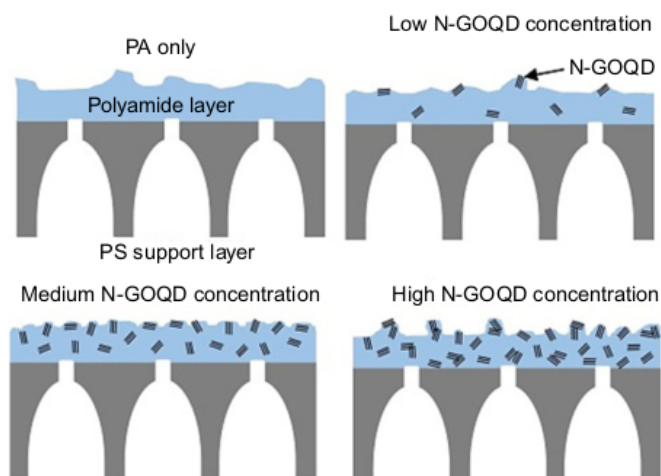 PA only
Low N-GOQD concentration
N-GOQD
Polyamide layer
PS support layer
Medium N-GOQD concentration
High N-GOQD concentration